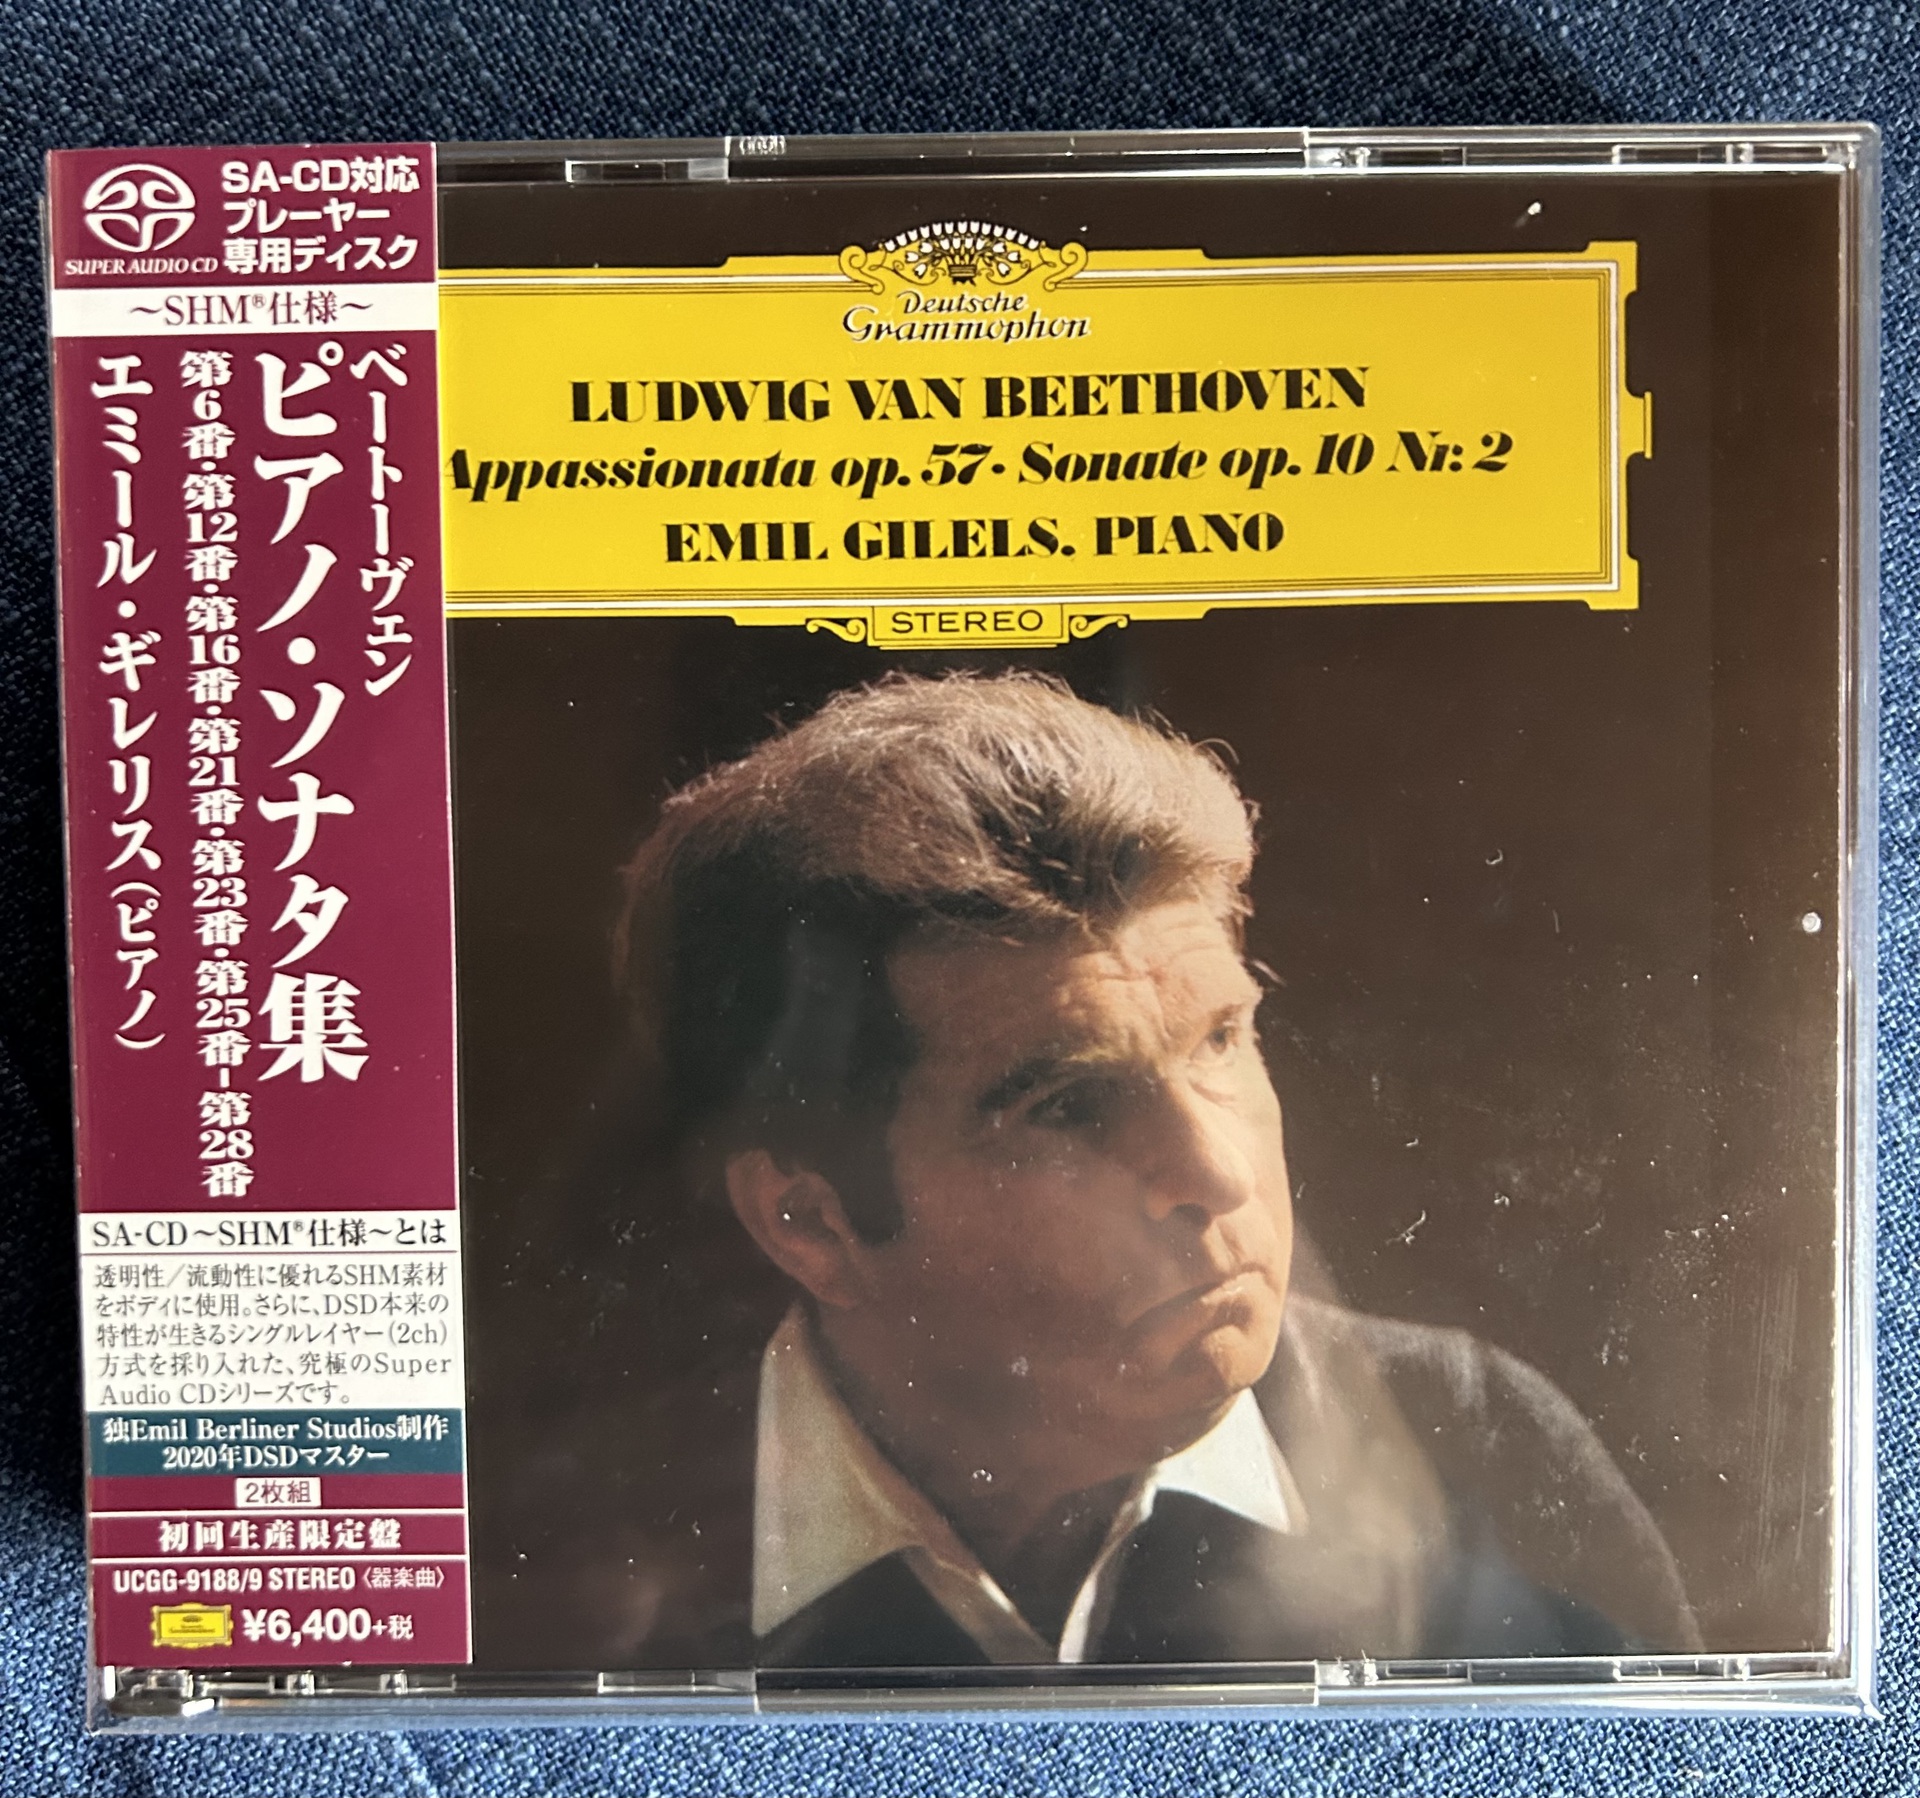 SUPER AUDIO CD
SA-CD対応
プレーヤー
専用ディスク
～SHM®仕様～
ベートーヴェン
ピアノ・ソナタ集
第6番・第12番・第16番・第21番・第23番・第25番-第28番
エミール・ギレリス(ピアノ)
SA-CD～SHM®仕様～とは
透明性/流動性に優れるSHM素材
をボディに使用。さらに、DSD本来の
特性が生きるシングルレイヤー(2ch)
方式を採り入れた、究極のSuper
Audio CDシリーズです。
独Emil Berliner Studios制作
2020年DSDマスター
2枚組
初回生産限定盤
UCGG-9188/9 STEREO〈器楽曲〉
¥6,400+税
Deutsche
Grammophon
LUDWIG VAN BEETHOVEN
Appassionata op. 57 · Sonate op. 10 Nr. 2
EMIL GILELS. PIANO
STEREO